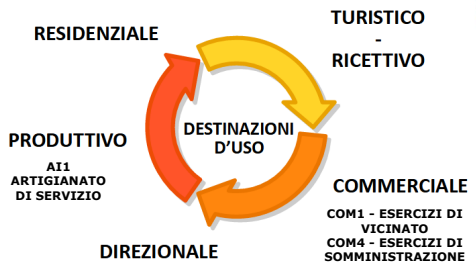 RESIDENZIALE
TURISTICO
-
RICETTIVO
DESTINAZIONI
D'USO
PRODUTTIVO
AI1
ARTIGIANATO
DI SERVIZIO
COMMERCIALE
COM1 - ESERCIZI DI
VICINATO
COM4 - ESERCIZI DI
SOMMINISTRAZIONE
DIREZIONALE